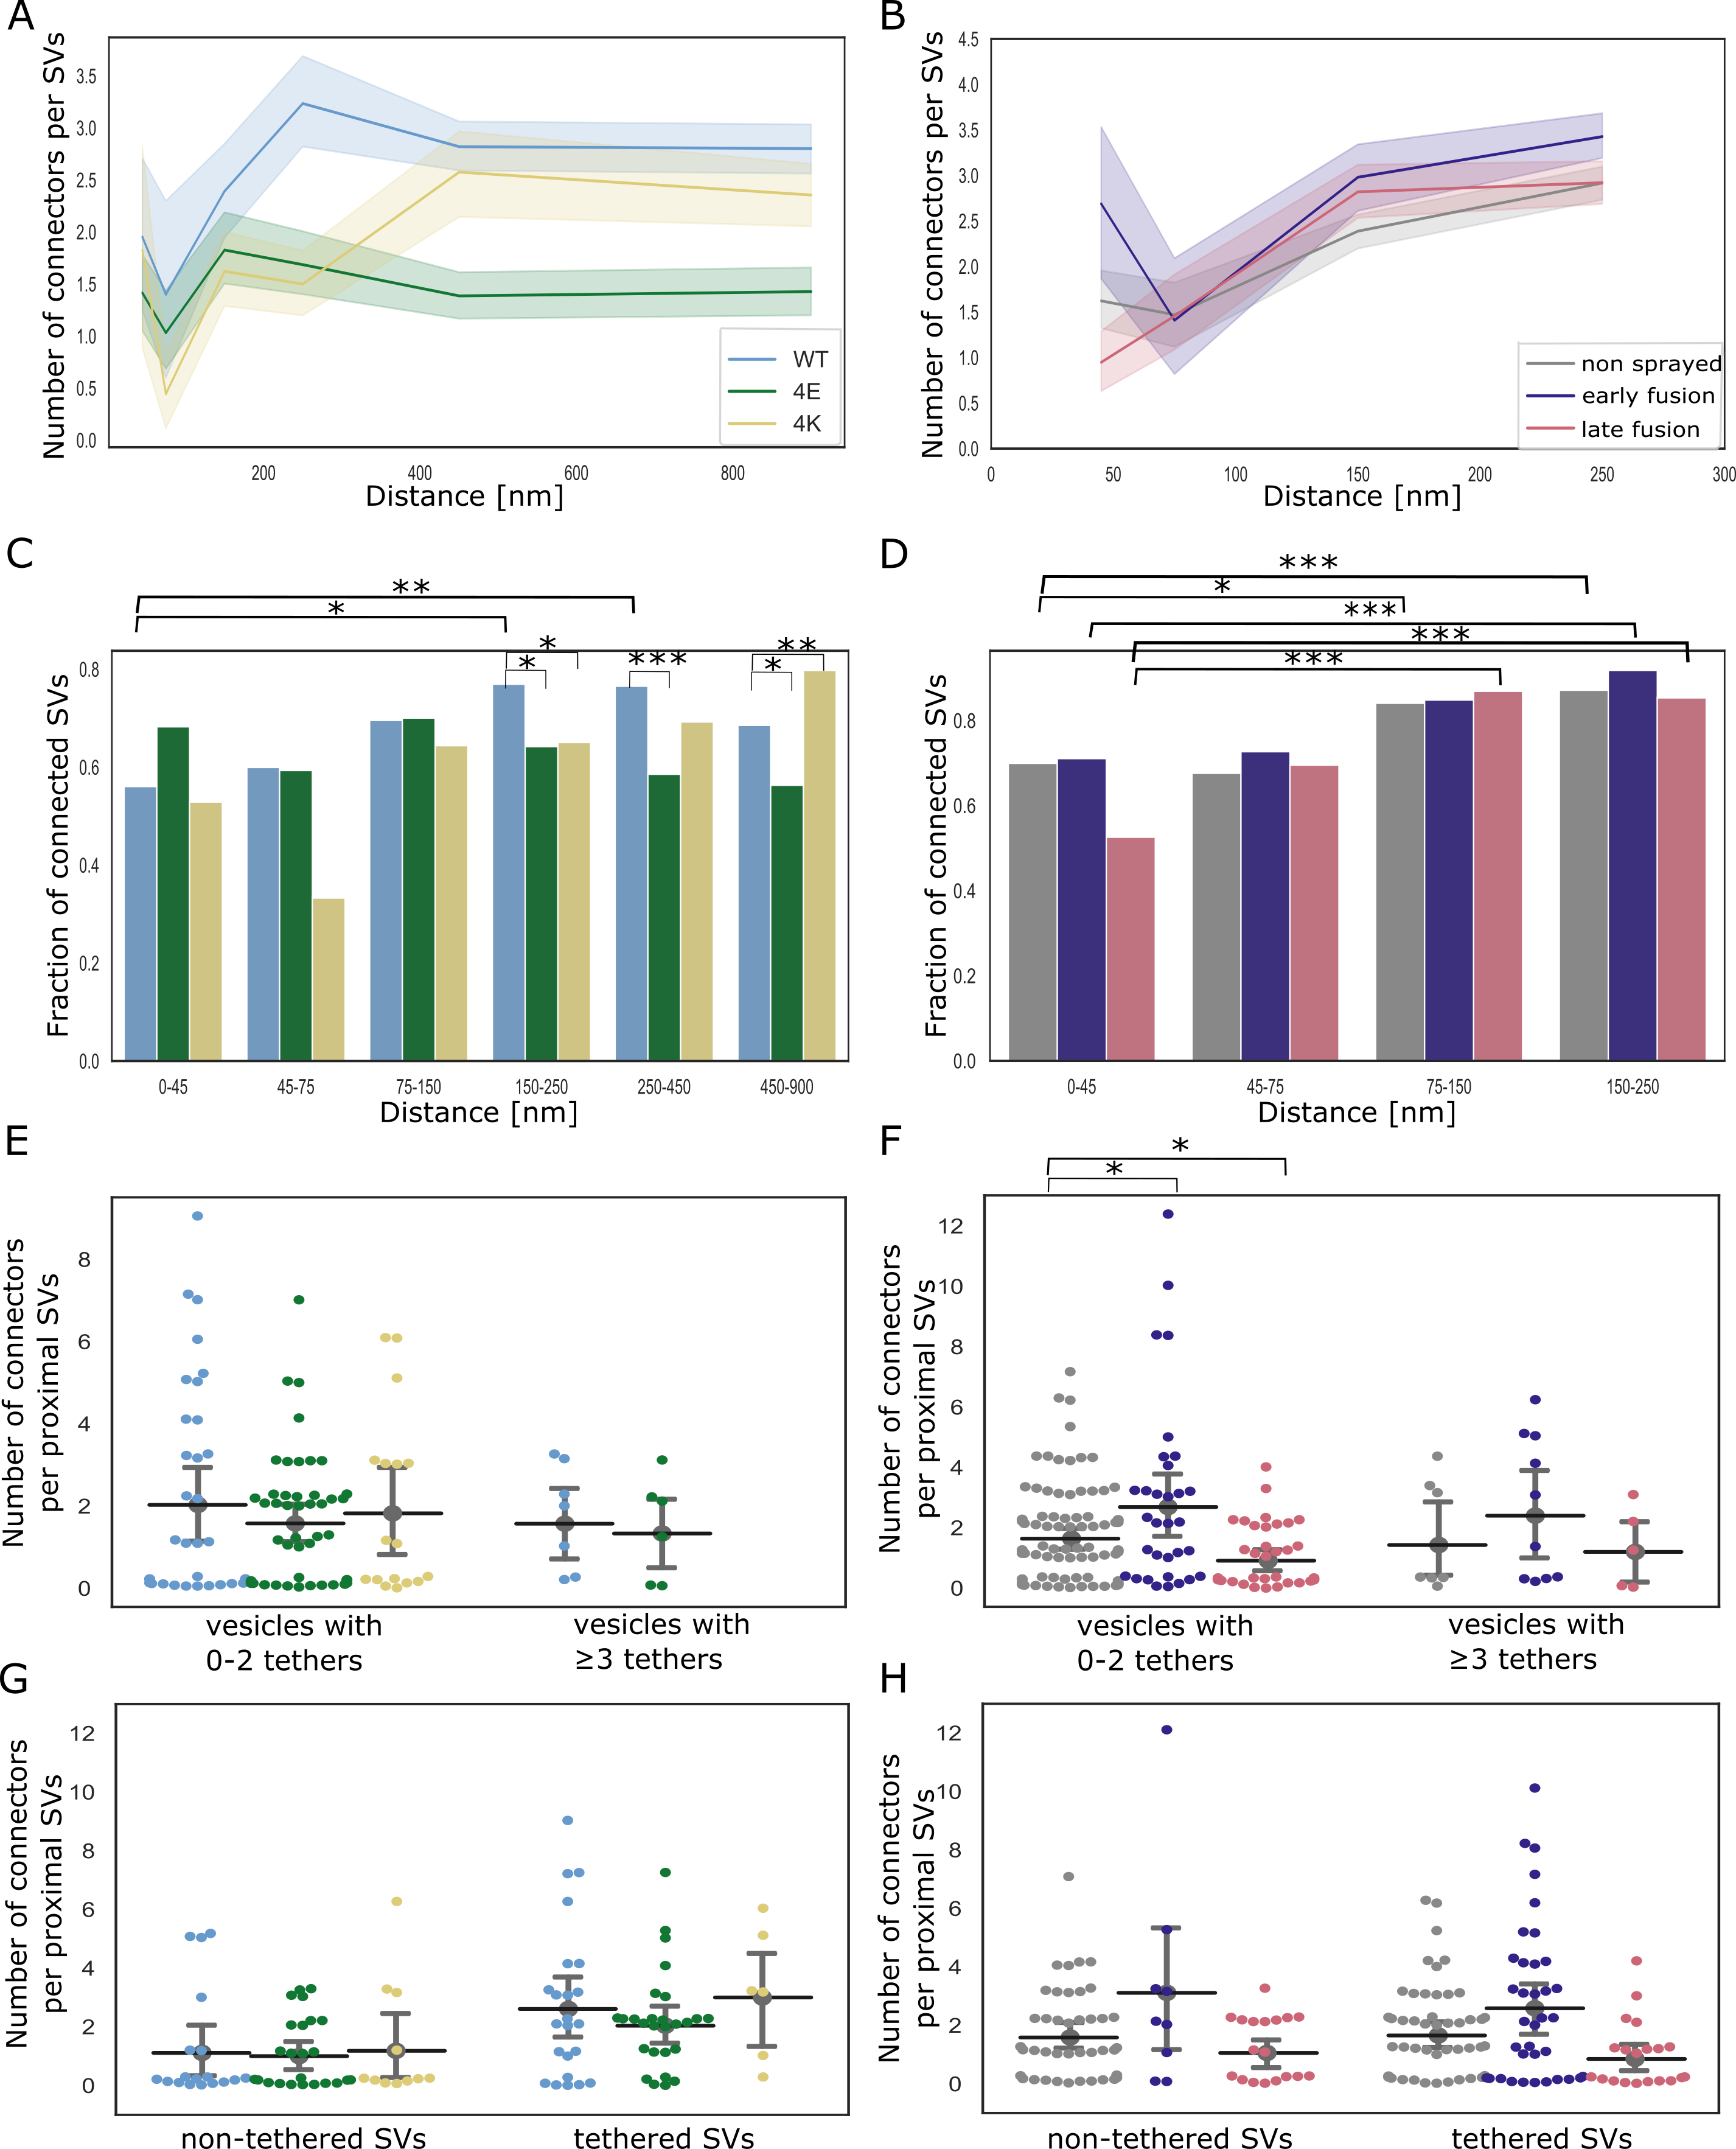 A
Number of connectors per SVs
3.5
3.0
2.5
2.0
1.5
1.0
0.5
0.0
200 400 600 800
Distance [nm]
WT
4E
4K
B
Number of connectors per SVs
4.5
4.0
3.5
3.0
2.5
2.0
1.5
1.0
0.5
0.0
0 50 100 150 200 250 300
Distance [nm]
non sprayed
early fusion
late fusion
C
**
*
*
*
***
**
*
Fraction of connected SVs
0.8
0.6
0.4
0.2
0.0
0-45 45-75 75-150 150-250 250-450 450-900
Distance [nm]
D
***
*
***
***
***
Fraction of connected SVs
0.8
0.6
0.4
0.2
0.0
0-45 45-75 75-150 150-250
Distance [nm]
E
Number of connectors
per proximal SVs
8
6
4
2
0
vesicles with
0-2 tethers
vesicles with
≥3 tethers
F
*
*
Number of connectors
per proximal SVs
12
10
8
6
4
2
0
vesicles with
0-2 tethers
vesicles with
≥3 tethers
G
Number of connectors
per proximal SVs
12
10
8
6
4
2
0
non-tethered SVs
tethered SVs
H
Number of connectors
per proximal SVs
12
10
8
6
4
2
0
non-tethered SVs
tethered SVs